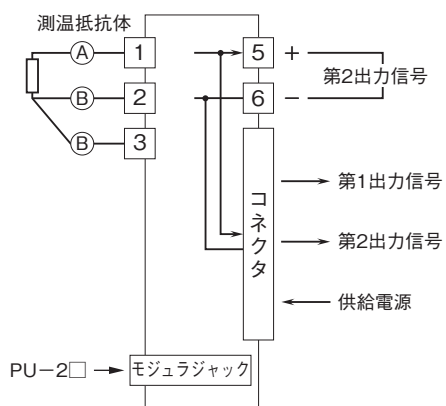 測温抵抗体
A 1 5 +
第2出力信号
B 2 6 −
B 3
コネクタ
第1出力信号
第2出力信号
供給電源
PU−2□
モジュラジャック